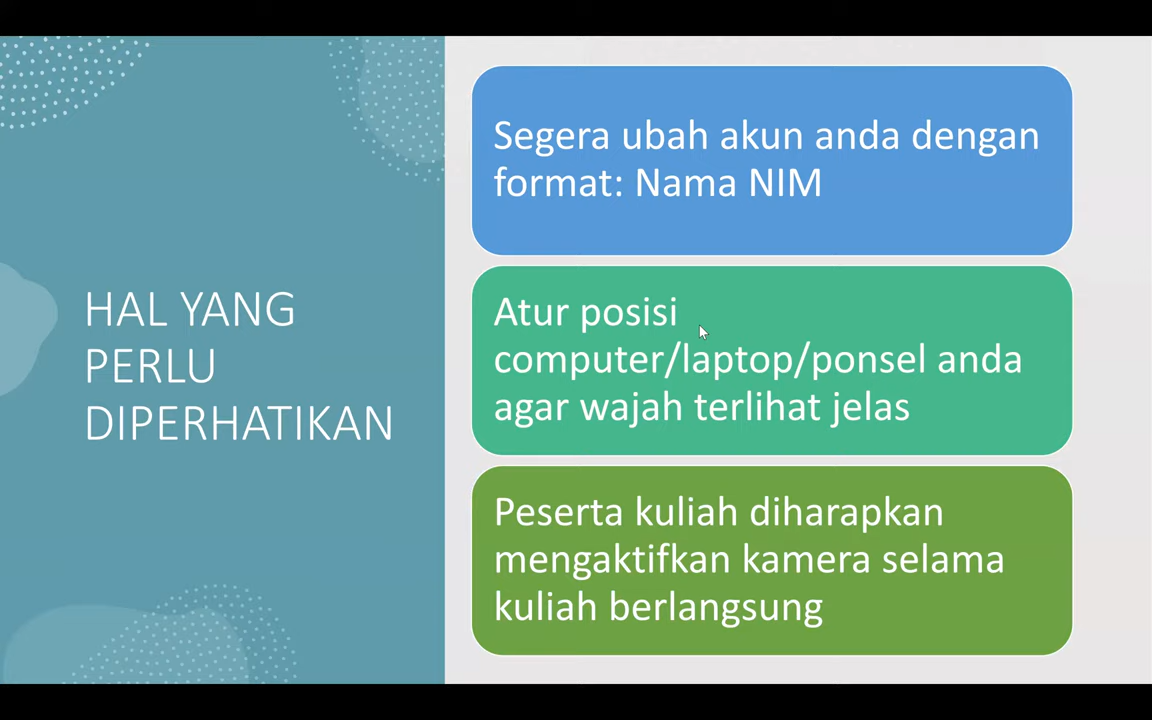 HAL YANG
PERLU
DIPERHATIKAN
Segera ubah akun anda dengan
format: Nama NIM
Atur posisi
computer/laptop/ponsel anda
agar wajah terlihat jelas
Peserta kuliah diharapkan
mengaktifkan kamera selama
kuliah berlangsung